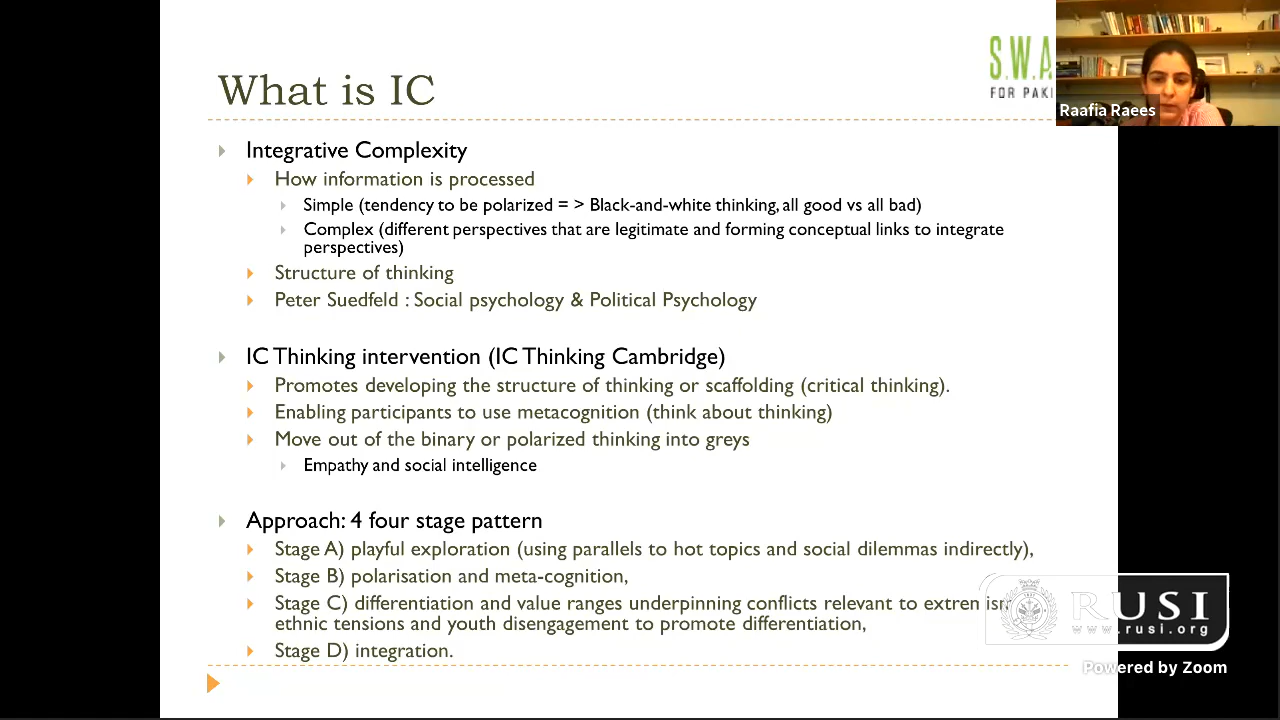 What is IC
S.W.A
FOR PAKI
Raafia Raees
Integrative Complexity
How information is processed
Simple (tendency to be polarized = > Black-and-white thinking, all good vs all bad)
Complex (different perspectives that are legitimate and forming conceptual links to integrate
perspectives)
Structure of thinking
Peter Suedfeld : Social psychology & Political Psychology
IC Thinking intervention (IC Thinking Cambridge)
Promotes developing the structure of thinking or scaffolding (critical thinking).
Enabling participants to use metacognition (think about thinking)
Move out of the binary or polarized thinking into greys
Empathy and social intelligence
Approach: 4 four stage pattern
Stage A) playful exploration (using parallels to hot topics and social dilemmas indirectly),
Stage B) polarisation and meta-cognition,
Stage C) differentiation and value ranges underpinning conflicts relevant to
ethnic tensions and youth disengagement to promote differentiation,
Stage D) integration.
RUSI
www.rusi.org
Powered by Zoom